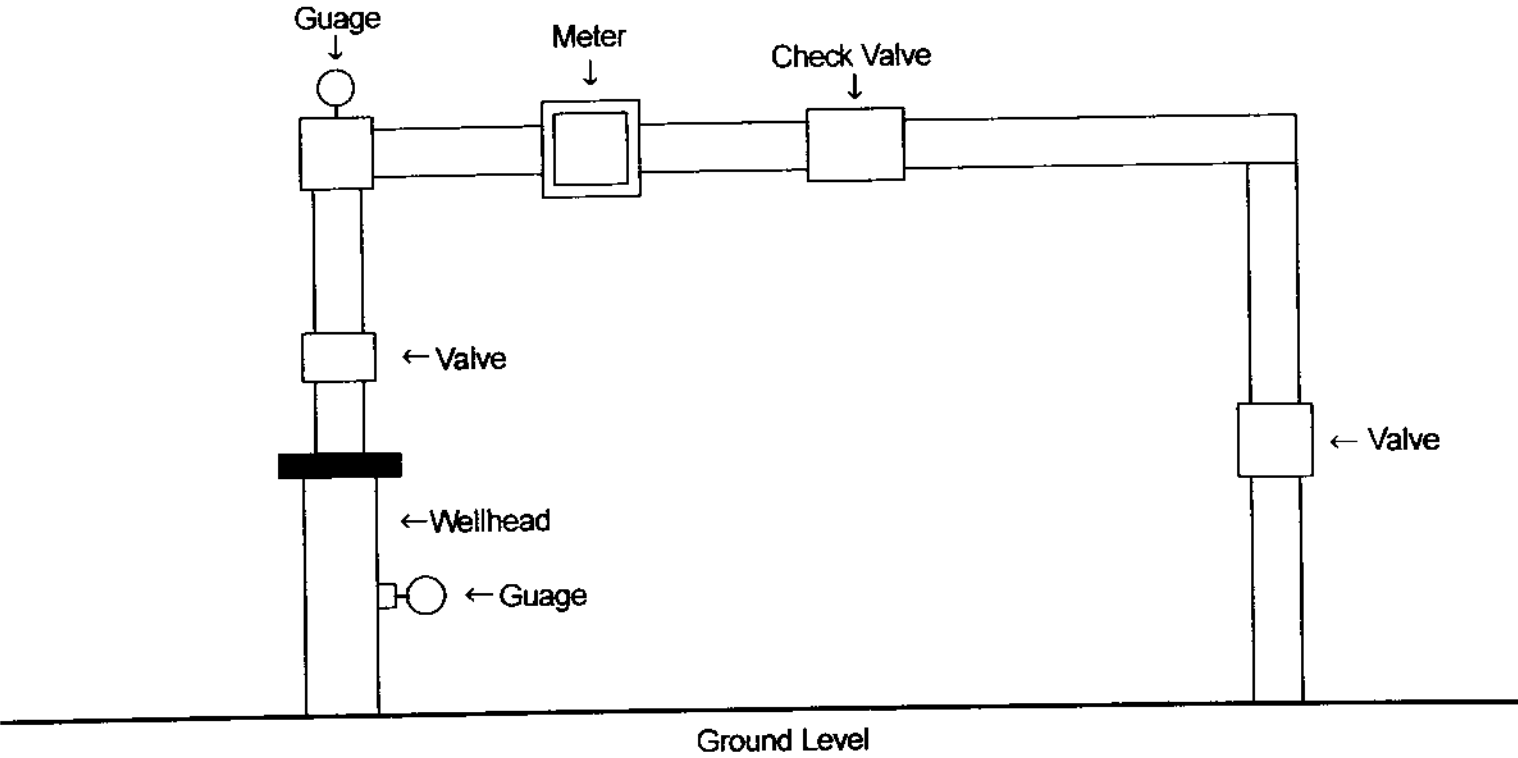 Guage
Meter
Check Valve
Valve
Valve
Wellhead
Guage
Ground Level